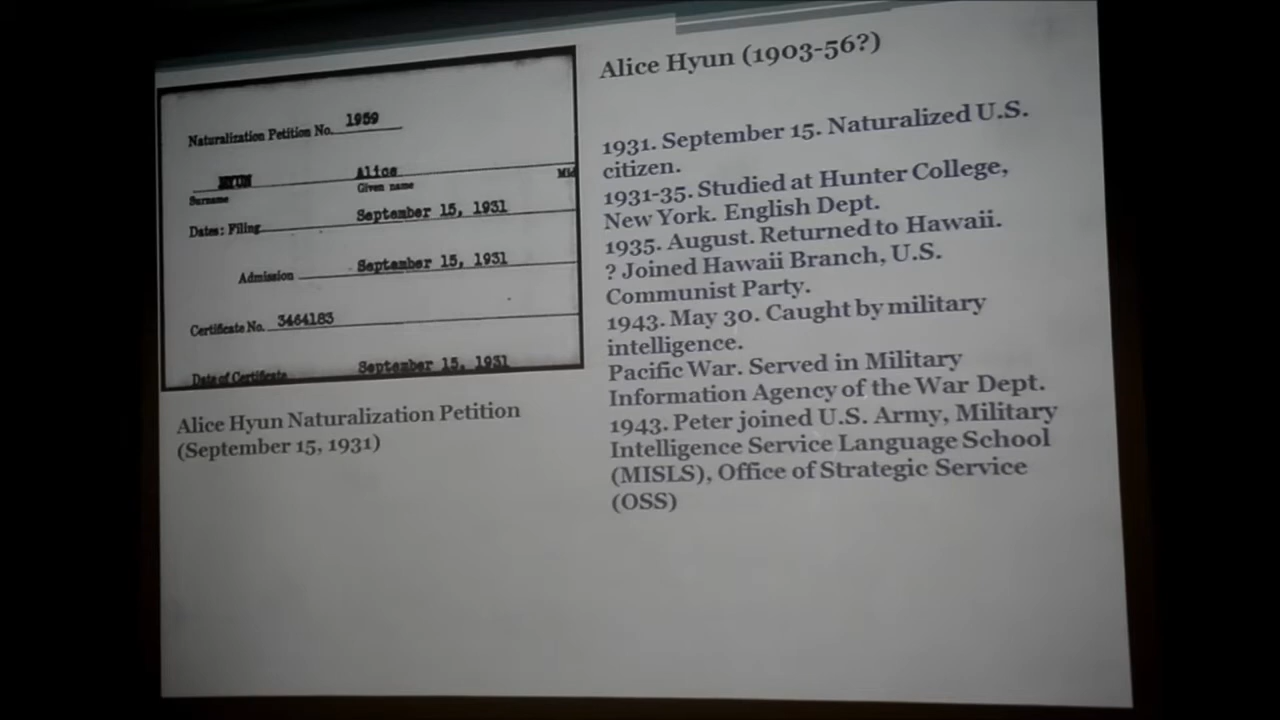 Naturalization Petition No. 1959
HYUN Alice
Surname Given name
Dates: Filing September 15, 1931
Admission September 15, 1931
Certificate No. 3464183
Date of Certificate September 15, 1931
Alice Hyun Naturalization Petition
(September 15, 1931)
Alice Hyun (1903-56?)
1931. September 15. Naturalized U.S.
citizen.
1931-35. Studied at Hunter College,
New York. English Dept.
1935. August. Returned to Hawaii.
? Joined Hawaii Branch, U.S.
Communist Party.
1943. May 30. Caught by military
intelligence.
Pacific War. Served in Military
Information Agency of the War Dept.
1943. Peter joined U.S. Army, Military
Intelligence Service Language School
(MISLS), Office of Strategic Service
(OSS)